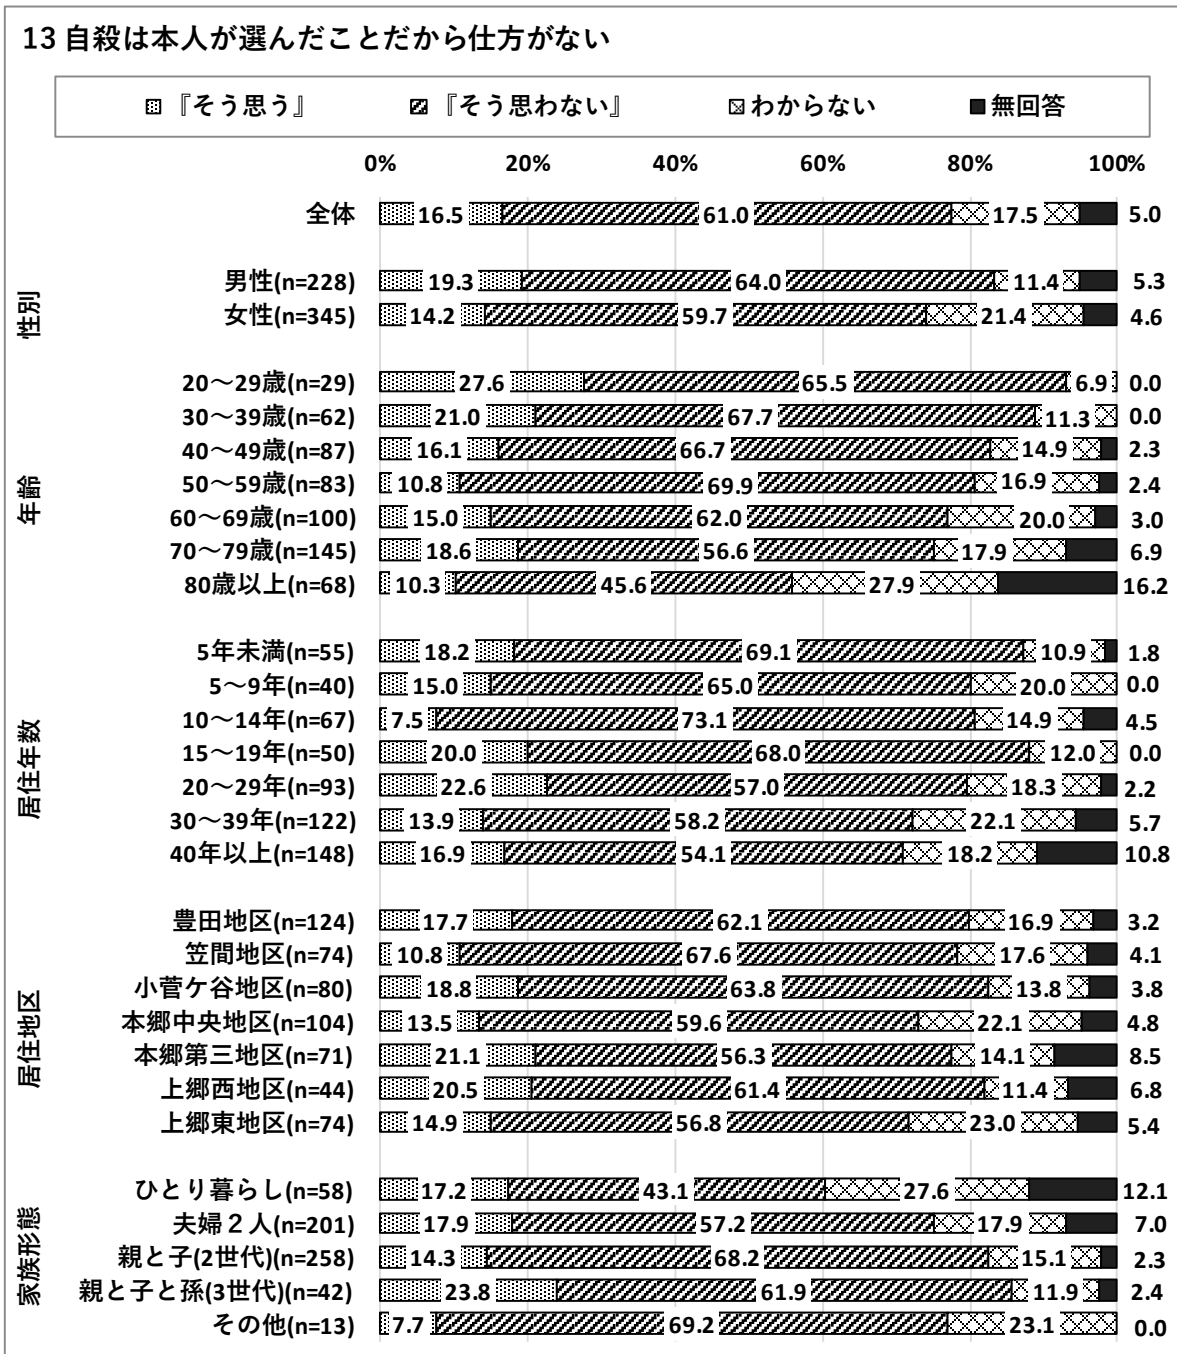 13 自殺は本人が選んだことだから仕方がない
『そう思う』 『そう思わない』 わからない 無回答
0% 20% 40% 60% 80% 100%
全体 16.5 61.0 17.5 5.0
性別
男性(n=228) 19.3 64.0 11.4 5.3
女性(n=345) 14.2 59.7 21.4 4.6
年齢
20～29歳(n=29) 27.6 65.5 6.9 0.0
30～39歳(n=62) 21.0 67.7 11.3 0.0
40～49歳(n=87) 16.1 66.7 14.9 2.3
50～59歳(n=83) 10.8 69.9 16.9 2.4
60～69歳(n=100) 15.0 62.0 20.0 3.0
70～79歳(n=145) 18.6 56.6 17.9 6.9
80歳以上(n=68) 10.3 45.6 27.9 16.2
居住年数
5年未満(n=55) 18.2 69.1 10.9 1.8
5～9年(n=40) 15.0 65.0 20.0 0.0
10～14年(n=67) 7.5 73.1 14.9 4.5
15～19年(n=50) 20.0 68.0 12.0 0.0
20～29年(n=93) 22.6 57.0 18.3 2.2
30～39年(n=122) 13.9 58.2 22.1 5.7
40年以上(n=148) 16.9 54.1 18.2 10.8
居住地区
豊田地区(n=124) 17.7 62.1 16.9 3.2
笠間地区(n=74) 10.8 67.6 17.6 4.1
小菅ケ谷地区(n=80) 18.8 63.8 13.8 3.8
本郷中央地区(n=104) 13.5 59.6 22.1 4.8
本郷第三地区(n=71) 21.1 56.3 14.1 8.5
上郷西地区(n=44) 20.5 61.4 11.4 6.8
上郷東地区(n=74) 14.9 56.8 23.0 5.4
家族形態
ひとり暮らし(n=58) 17.2 43.1 27.6 12.1
夫婦２人(n=201) 17.9 57.2 17.9 7.0
親と子(2世代)(n=258) 14.3 68.2 15.1 2.3
親と子と孫(3世代)(n=42) 23.8 61.9 11.9 2.4
その他(n=13) 7.7 69.2 23.1 0.0